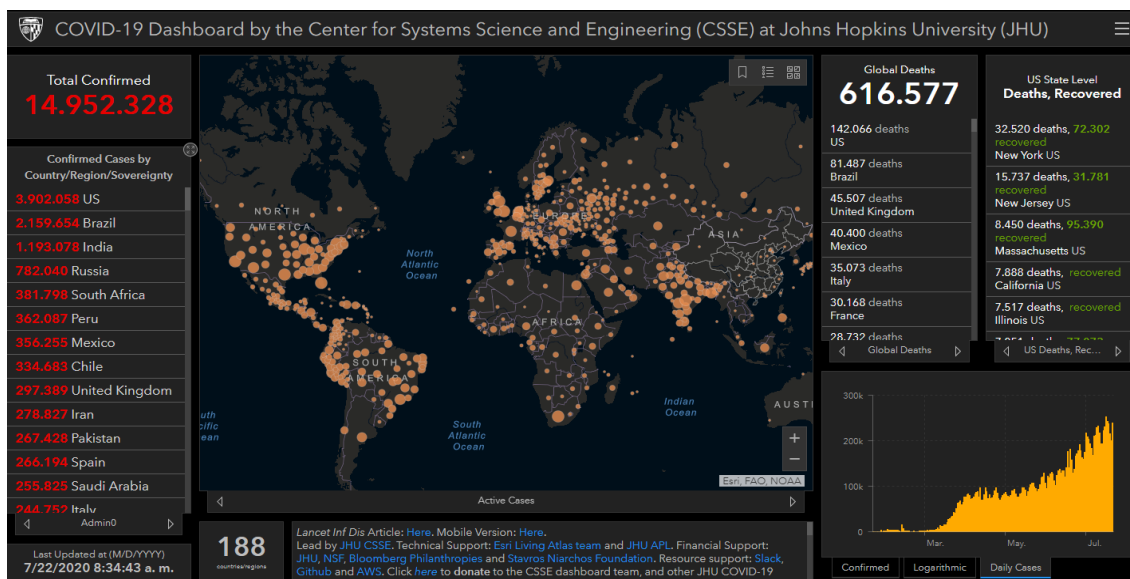 COVID-19 Dashboard by the Center for Systems Science and Engineering (CSSE) at Johns Hopkins University (JHU)
Total Confirmed
14.952.328
Confirmed Cases by
Country/Region/Sovereignty
3.902.058 US
2.159.654 Brazil
1.193.078 India
782.040 Russia
381.798 South Africa
362.087 Peru
356.255 Mexico
334.683 Chile
297.389 United Kingdom
278.827 Iran
267.428 Pakistan
266.194 Spain
255.825 Saudi Arabia
244.752 Italy
Admin0
Last Updated at (M/D/YYYY)
7/22/2020 8:34:43 a. m.
NORTH
AMERICA
North
Atlantic
Ocean
EUROPE
ASIA
AFRICA
SOUTH
AMERICA
South
Atlantic
Ocean
Indian
Ocean
AUST
uth
cific
ean
+
−
Esri, FAO, NOAA
Active Cases
188
countries/regions
Lancet Inf Dis Article: Here. Mobile Version: Here.
Lead by JHU CSSE. Technical Support: Esri Living Atlas team and JHU APL. Financial Support:
JHU, NSF, Bloomberg Philanthropies and Stavros Niarchos Foundation. Resource support: Slack,
Github and AWS. Click here to donate to the CSSE dashboard team, and other JHU COVID-19
Global Deaths
616.577
142.066 deaths
US
81.487 deaths
Brazil
45.507 deaths
United Kingdom
40.400 deaths
Mexico
35.073 deaths
Italy
30.168 deaths
France
28.732 deaths
Global Deaths
US State Level
Deaths, Recovered
32.520 deaths, 72.302
recovered
New York US
15.737 deaths, 31.781
recovered
New Jersey US
8.450 deaths, 95.390
recovered
Massachusetts US
7.888 deaths, recovered
California US
7.517 deaths, recovered
Illinois US
US Deaths, Rec...
300k
200k
100k
0
Mar.
May.
Jul.
Confirmed
Logarithmic
Daily Cases